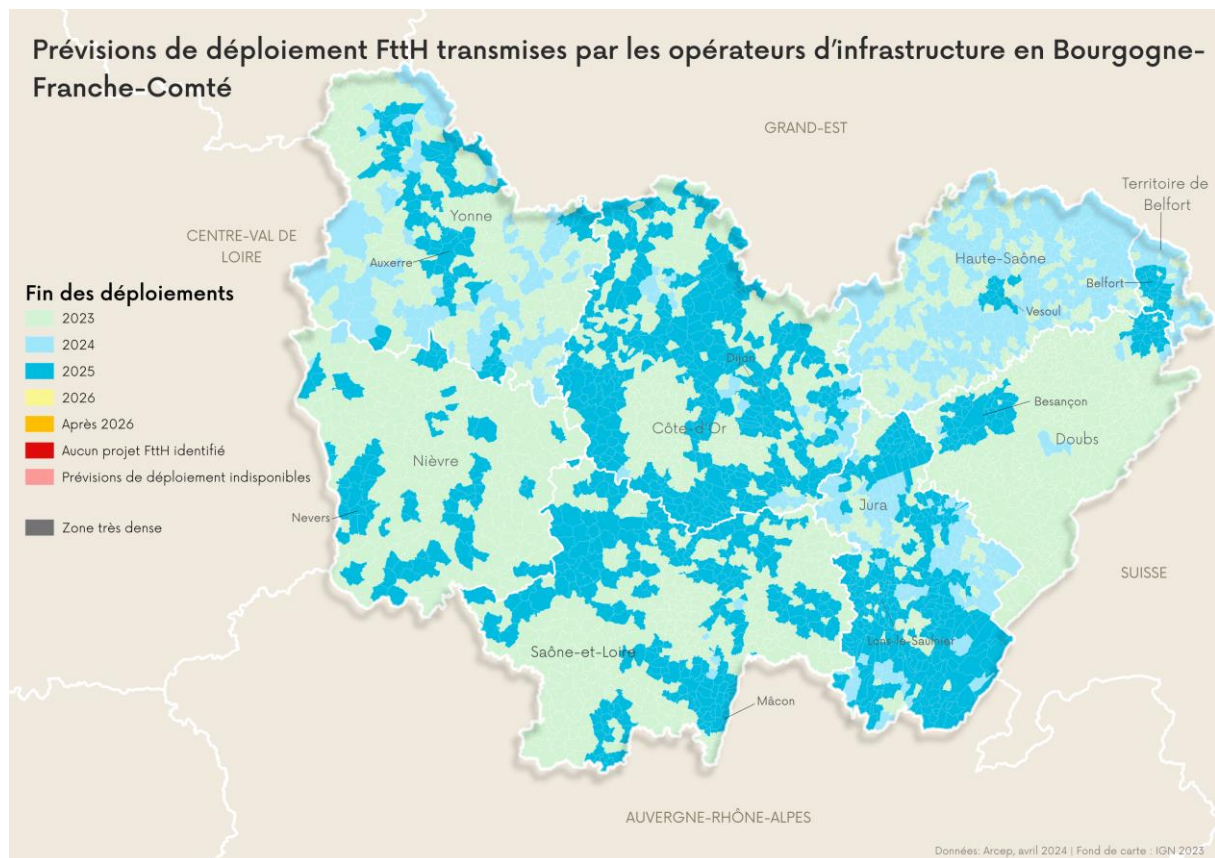 Prévisions de déploiement FttH transmises par les opérateurs d'infrastructure en Bourgogne-
Franche-Comté
GRAND-EST
Territoire de
Belfort
CENTRE-VAL DE
LOIRE
Yonne
Auxerre
Haute-Saône
Belfort
Vesoul
Fin des déploiements
2023
2024
2025
2026
Après 2026
Aucun projet FttH identifié
Prévisions de déploiement indisponibles
Zone très dense
Dijon
Besançon
Côte-d'Or
Doubs
Nièvre
Nevers
Jura
SUISSE
Lons-le-Saunier
Saône-et-Loire
Mâcon
AUVERGNE-RHÔNE-ALPES
Données: Arcep, avril 2024 | Fond de carte : IGN 2023